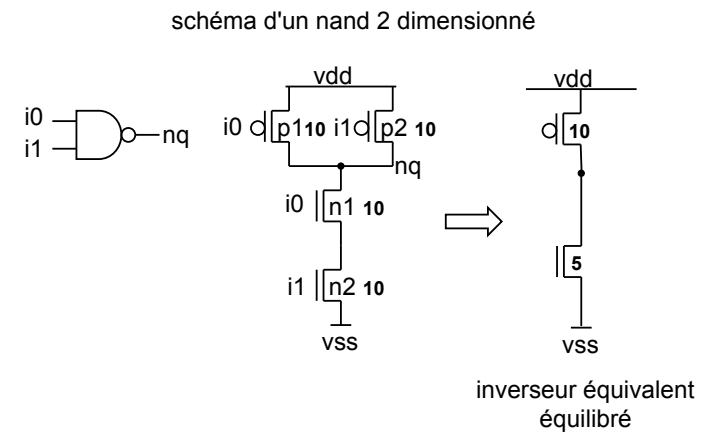 schéma d'un nand 2 dimensionné
vdd
vdd
i0
i1
nq
i0 p1 10 i1 p2 10
10
nq
i0 n1 10
5
i1 n2 10
vss
vss
inverseur équivalent
équilibré